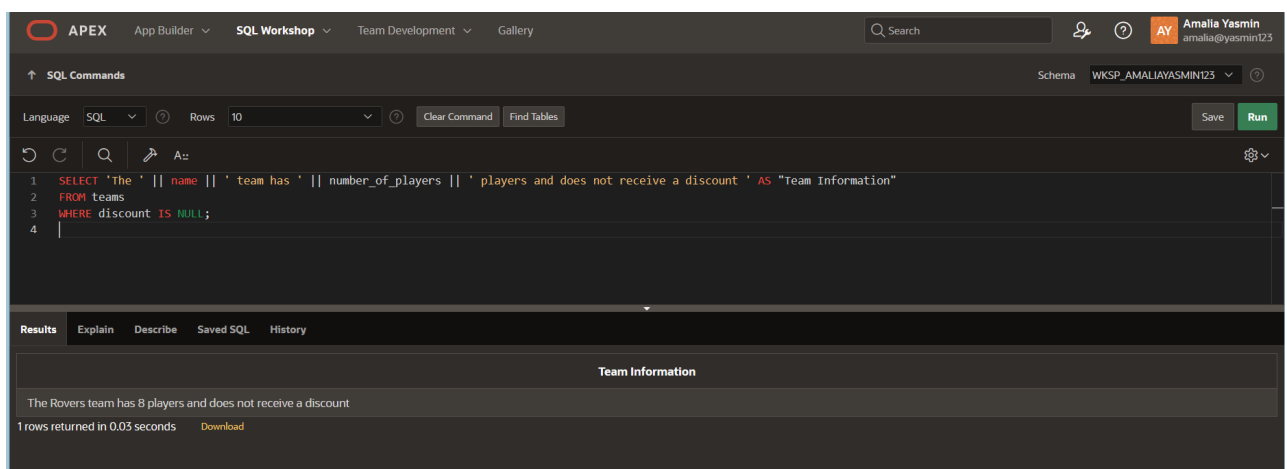 APEX App Builder SQL Workshop Team Development Gallery Search AY Amalia Yasmin
amalia@yasmin123
SQL Commands Schema WKSP_AMALIAYASMIN123
Language SQL Rows 10 Clear Command Find Tables Save Run
A::
1 SELECT 'The ' || name || ' team has ' || number_of_players || ' players and does not receive a discount ' AS "Team Information"
2 FROM teams
3 WHERE discount IS NULL;
4
Results Explain Describe Saved SQL History
Team Information
The Rovers team has 8 players and does not receive a discount
1 rows returned in 0.03 seconds Download